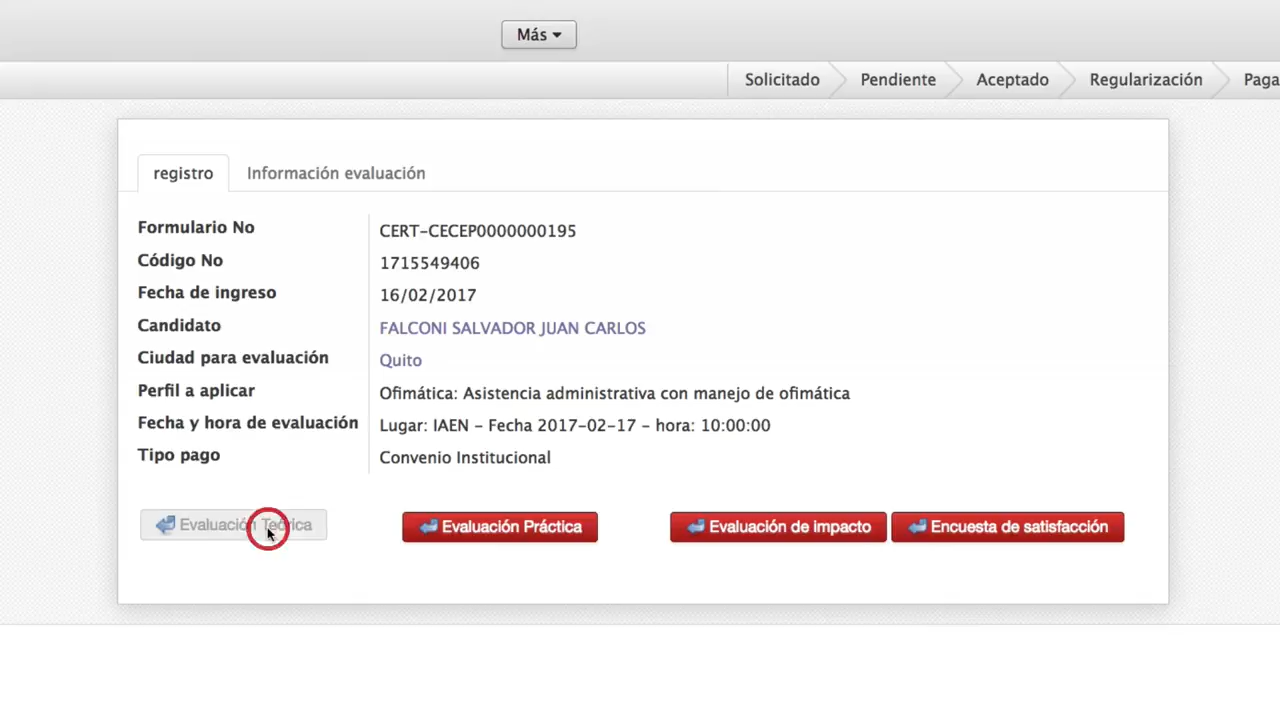 Más
Solicitado Pendiente Aceptado Regularización Paga
registro Información evaluación
Formulario No CERT-CECEP0000000195
Código No 1715549406
Fecha de ingreso 16/02/2017
Candidato FALCONI SALVADOR JUAN CARLOS
Ciudad para evaluación Quito
Perfil a aplicar Ofimática: Asistencia administrativa con manejo de ofimática
Fecha y hora de evaluación Lugar: IAEN - Fecha 2017-02-17 - hora: 10:00:00
Tipo pago Convenio Institucional
Evaluación Teórica Evaluación Práctica Evaluación de impacto Encuesta de satisfacción